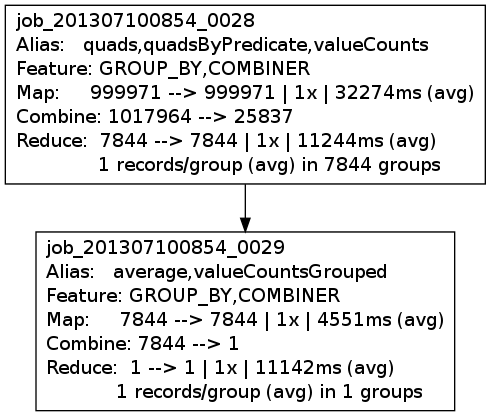 job_201307100854_0028
Alias: quads,quadsByPredicate,valueCounts
Feature: GROUP_BY,COMBINER
Map: 999971 --> 999971 | 1x | 32274ms (avg)
Combine: 1017964 --> 25837
Reduce: 7844 --> 7844 | 1x | 11244ms (avg)
1 records/group (avg) in 7844 groups
job_201307100854_0029
Alias: average,valueCountsGrouped
Feature: GROUP_BY,COMBINER
Map: 7844 --> 7844 | 1x | 4551ms (avg)
Combine: 7844 --> 1
Reduce: 1 --> 1 | 1x | 11142ms (avg)
1 records/group (avg) in 1 groups